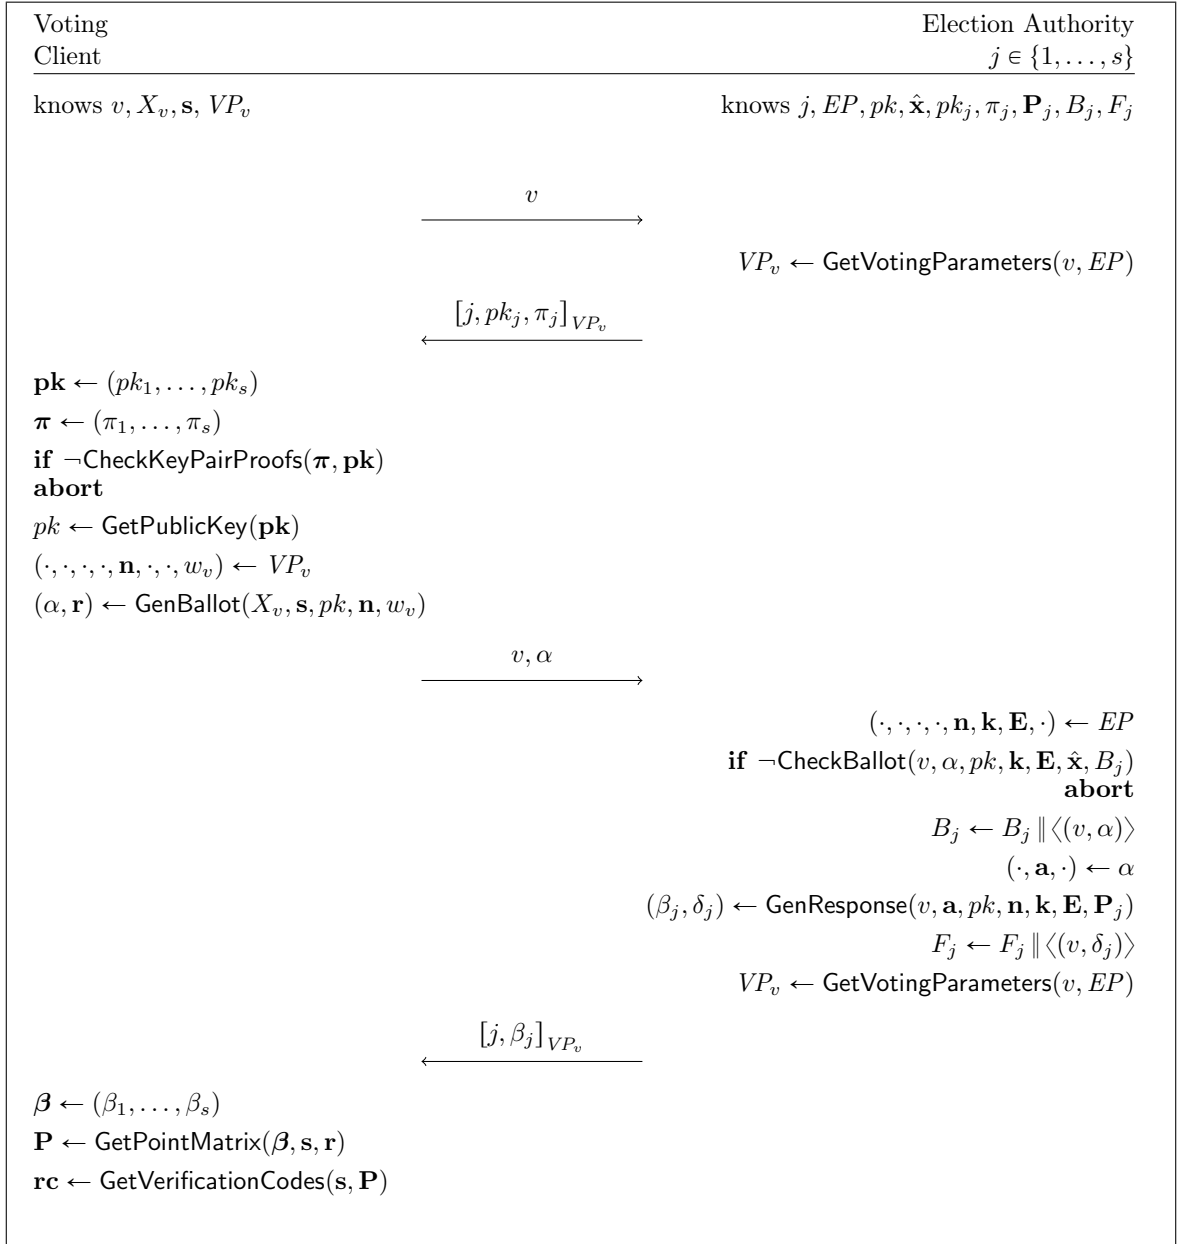 Voting Election Authority
Client j ∈ {1, . . . , s}
knows v, X_v, **s**, VP_v knows j, EP, pk, **x̂**, pk_j, π_j, **P**_j, B_j, F_j
v
VP_v ← GetVotingParameters(v, EP)
[j, pk_j, π_j]_{VP_v}
**pk** ← (pk_1, . . . , pk_s)
**π** ← (π_1, . . . , π_s)
**if** ¬CheckKeyPairProofs(**π**, **pk**)
**abort**
pk ← GetPublicKey(**pk**)
(·, ·, ·, ·, **n**, ·, ·, w_v) ← VP_v
(α, **r**) ← GenBallot(X_v, **s**, pk, **n**, w_v)
v, α
(·, ·, ·, ·, **n**, **k**, **E**, ·) ← EP
**if** ¬CheckBallot(v, α, pk, **k**, **E**, **x̂**, B_j)
**abort**
B_j ← B_j ∥ ⟨(v, α)⟩
(·, **a**, ·) ← α
(β_j, δ_j) ← GenResponse(v, **a**, pk, **n**, **k**, **E**, **P**_j)
F_j ← F_j ∥ ⟨(v, δ_j)⟩
VP_v ← GetVotingParameters(v, EP)
[j, β_j]_{VP_v}
**β** ← (β_1, . . . , β_s)
**P** ← GetPointMatrix(**β**, **s**, **r**)
**rc** ← GetVerificationCodes(**s**, **P**)